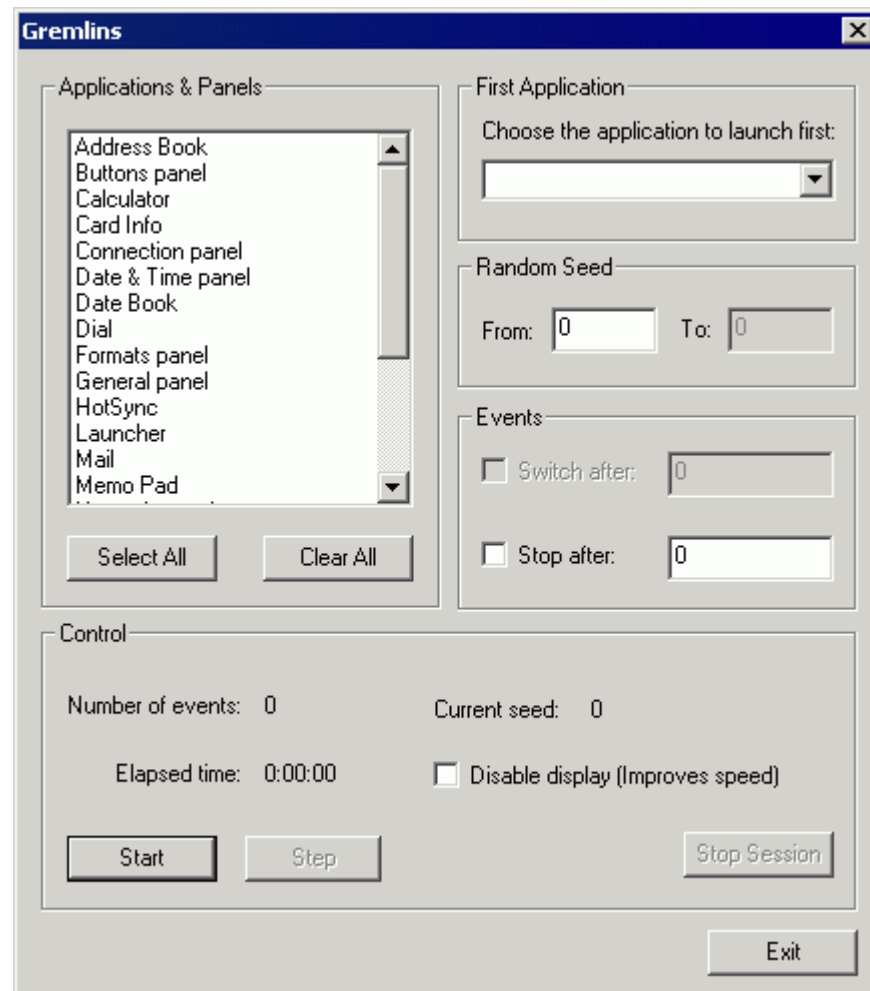 Gremlins
Applications & Panels
Address Book
Buttons panel
Calculator
Card Info
Connection panel
Date & Time panel
Date Book
Dial
Formats panel
General panel
HotSync
Launcher
Mail
Memo Pad
Select All Clear All
First Application
Choose the application to launch first:
Random Seed
From: 0 To: 0
Events
Switch after: 0
Stop after: 0
Control
Number of events: 0 Current seed: 0
Elapsed time: 0:00:00 Disable display (Improves speed)
Start Step Stop Session
Exit